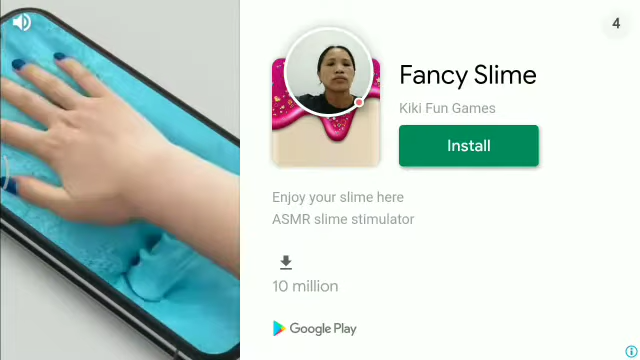 4
Fancy Slime
Kiki Fun Games
Install
Enjoy your slime here
ASMR slime stimulator
10 million
Google Play